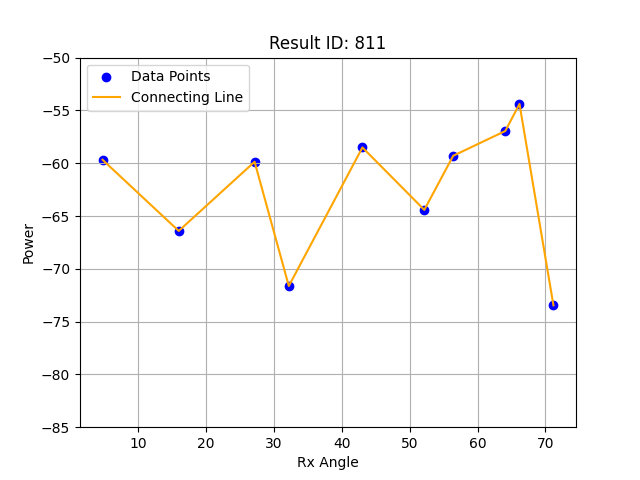 Result ID: 811
Data Points
Connecting Line
−50
−55
−60
−65
−70
−75
−80
−85
Power
10 20 30 40 50 60 70
Rx Angle